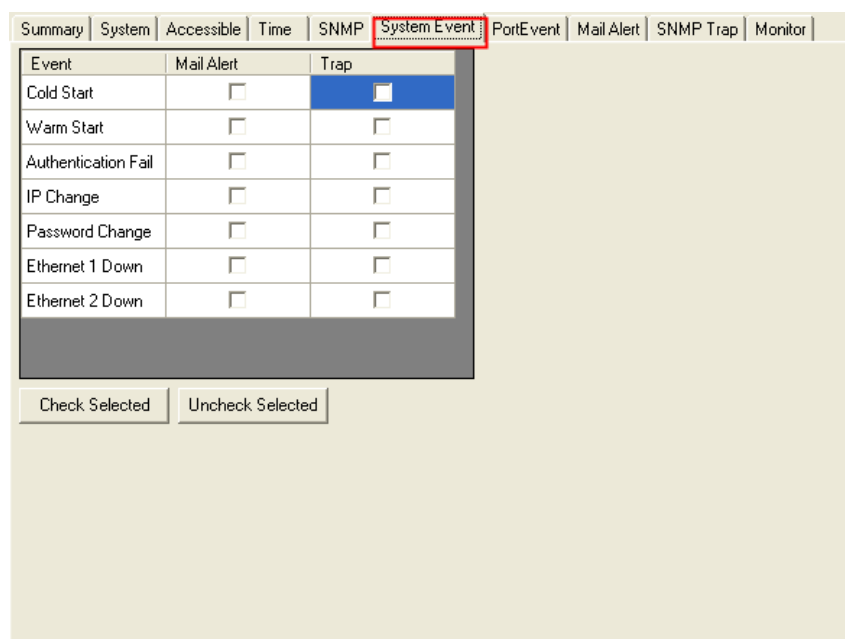 Summary System Accessible Time SNMP System Event PortEvent Mail Alert SNMP Trap Monitor
Event Mail Alert Trap
Cold Start
Warm Start
Authentication Fail
IP Change
Password Change
Ethernet 1 Down
Ethernet 2 Down
Check Selected Uncheck Selected